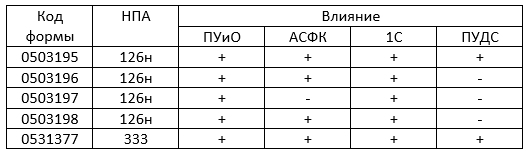 Код формы НПА Влияние
ПУиО АСФК 1С ПУДС
0503195 126н + + + +
0503196 126н + + + -
0503197 126н + - + -
0503198 126н + + + -
0531377 333 + + + +